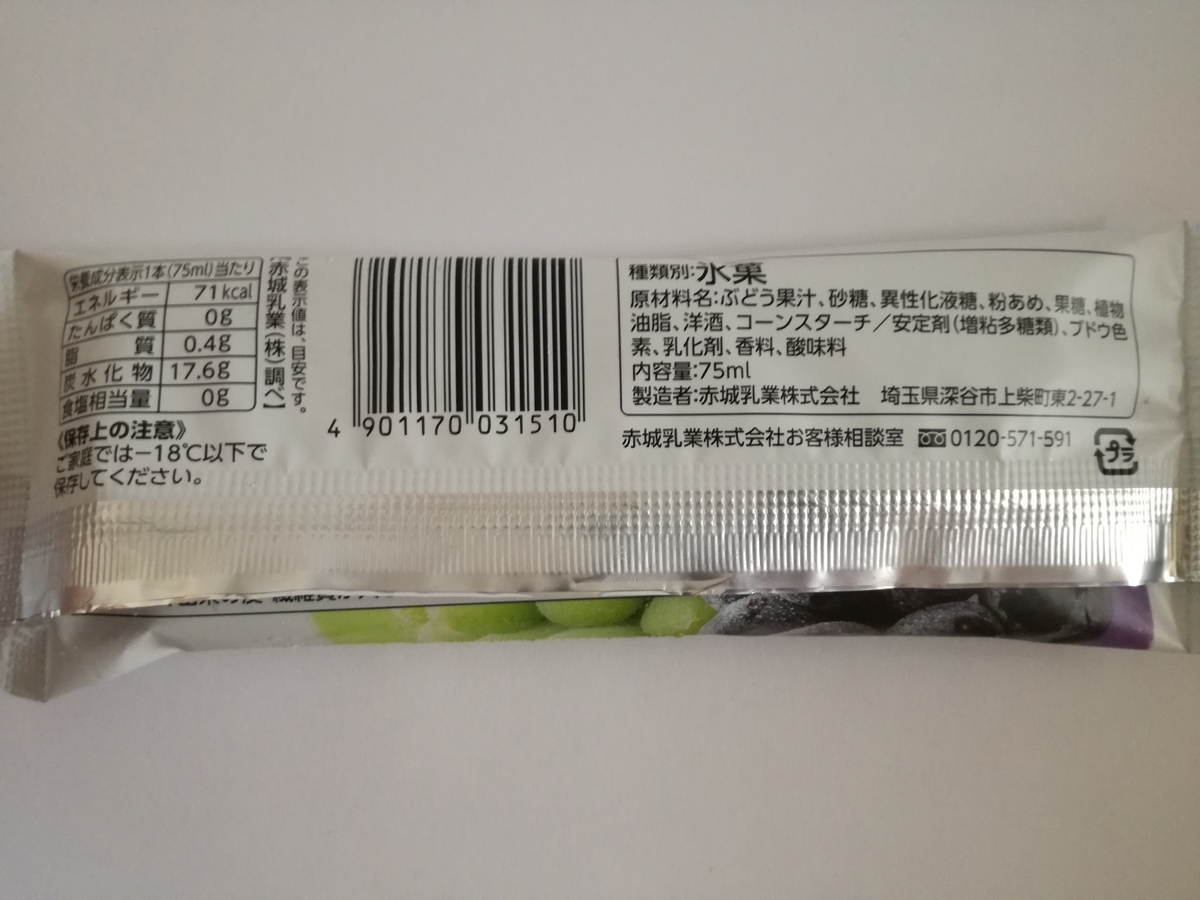 栄養成分表示1本(75ml)当たり
エネルギー 71kcal
たんぱく質 0g
脂質 0.4g
炭水化物 17.6g
食塩相当量 0g
この表示値は、目安です。
【赤城乳業(株)調べ】
《保存上の注意》
ご家庭では−18℃以下で
保存してください。
4 901170 031510
種類別:氷菓
原材料名:ぶどう果汁、砂糖、異性化液糖、粉あめ、果糖、植物
油脂、洋酒、コーンスターチ/安定剤(増粘多糖類)、ブドウ色
素、乳化剤、香料、酸味料
内容量:75ml
製造者:赤城乳業株式会社 埼玉県深谷市上柴町東2-27-1
赤城乳業株式会社お客様相談室 0120-571-591
プラ